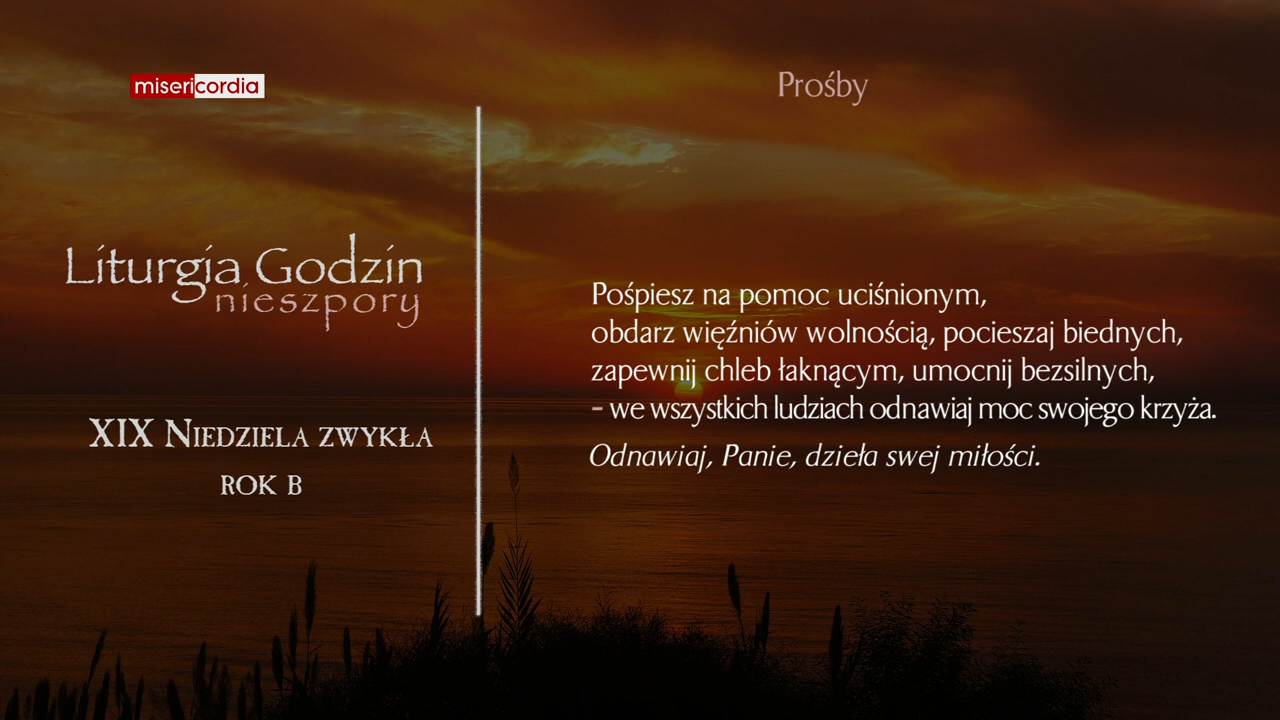 misericordia
Liturgia Godzin
nieszpory
XIX NIEDZIELA ZWYKŁA
ROK B
Prośby
Pośpiesz na pomoc uciśnionym,
obdarz więźniów wolnością, pocieszaj biednych,
zapewnij chleb łaknącym, umocnij bezsilnych,
- we wszystkich ludziach odnawiaj moc swojego krzyża.
Odnawiaj, Panie, dzieła swej miłości.